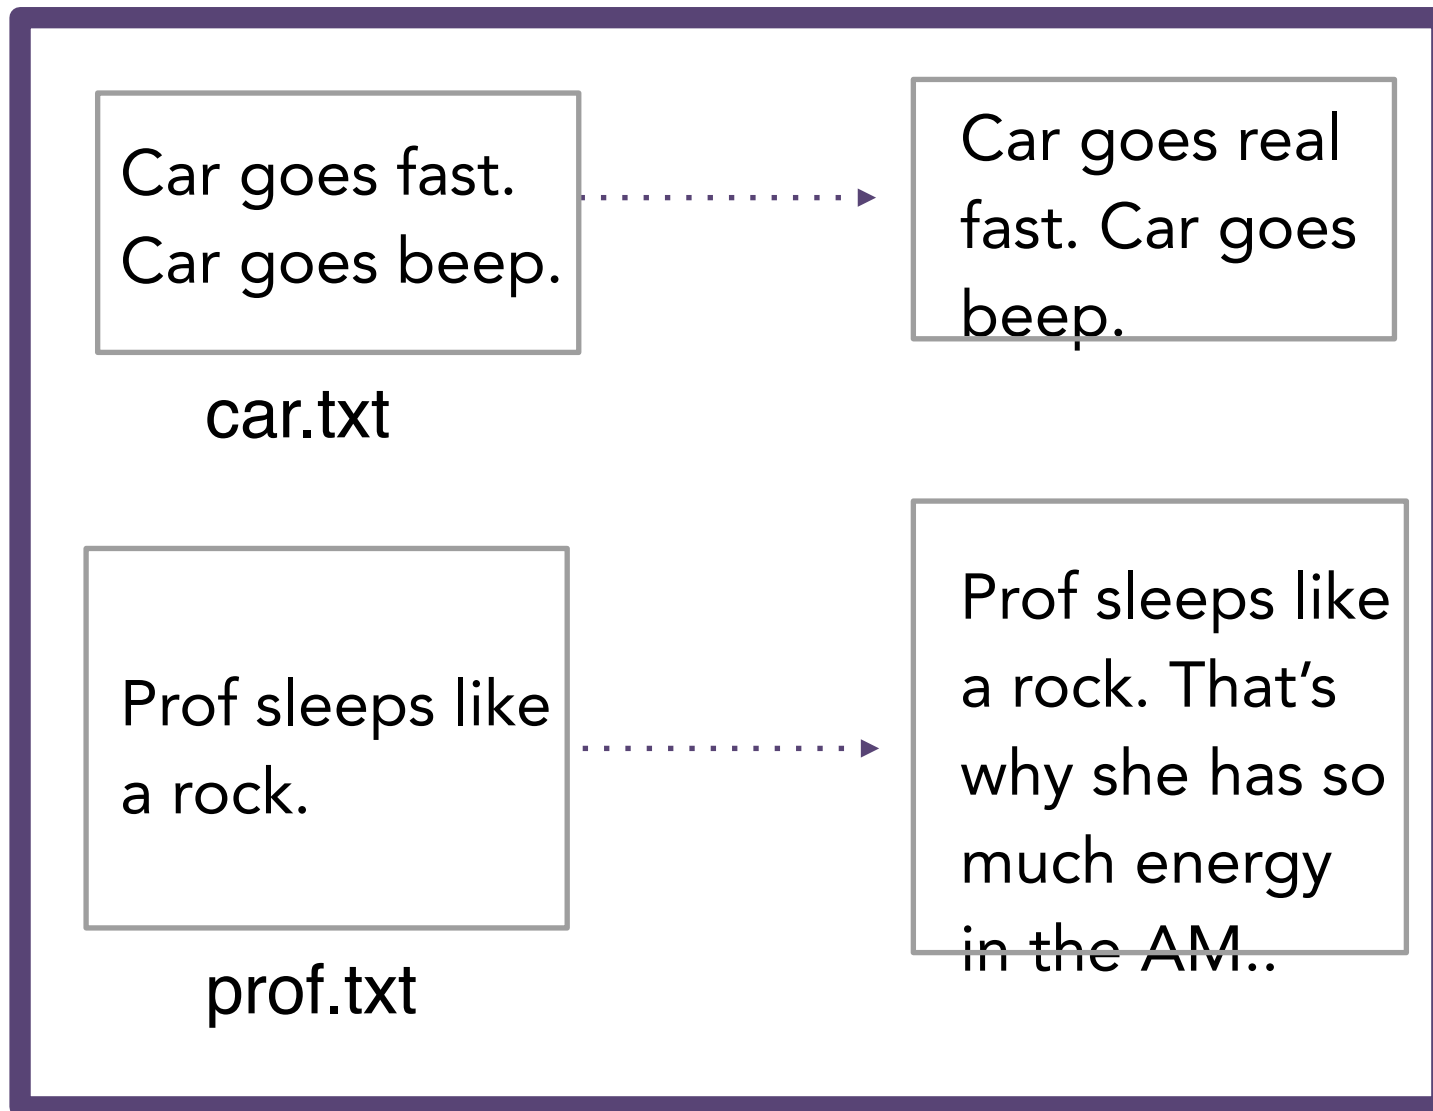 Car goes fast.
Car goes beep.
car.txt
Car goes real
fast. Car goes
beep.
Prof sleeps like
a rock.
prof.txt
Prof sleeps like
a rock. That’s
why she has so
much energy
in the AM..